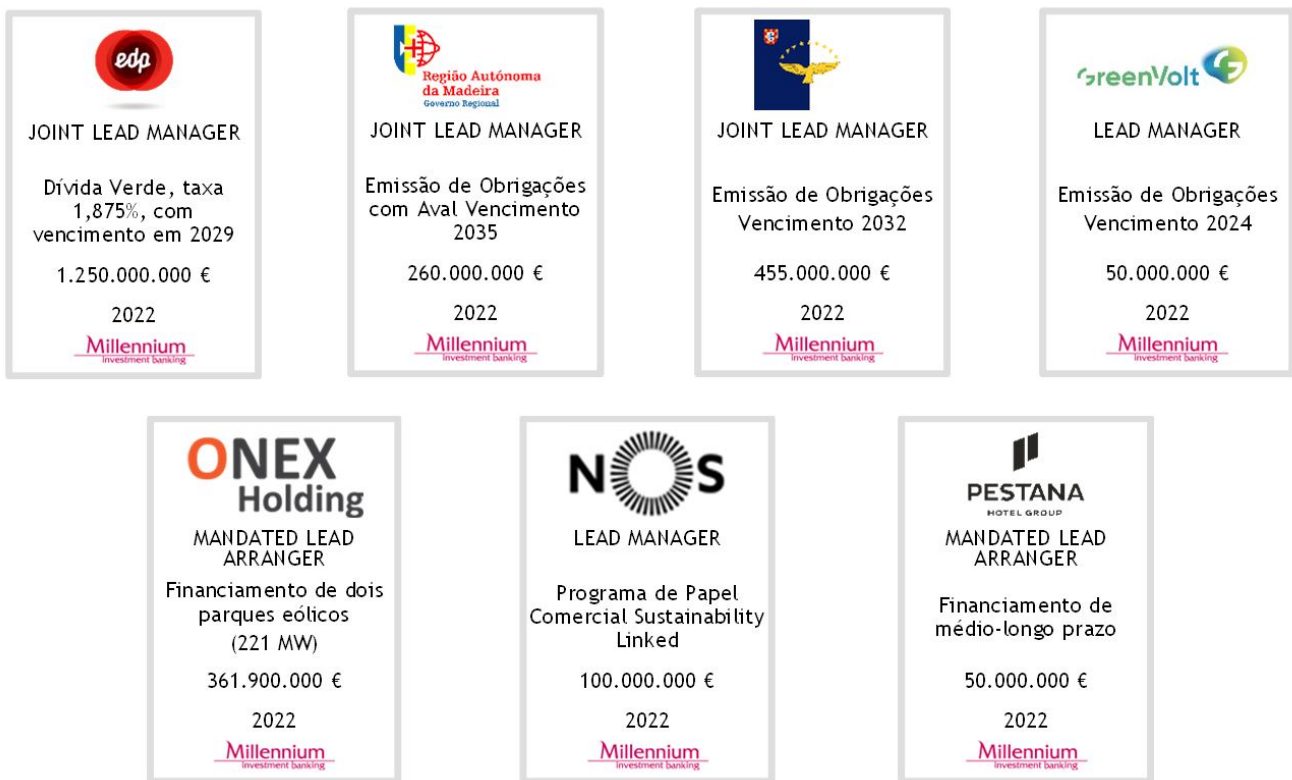 edp
JOINT LEAD MANAGER
Dívida Verde, taxa
1,875%, com
vencimento em 2029
1.250.000.000 €
2022
Millennium
investment banking
Região Autónoma
da Madeira
Governo Regional
JOINT LEAD MANAGER
Emissão de Obrigações
com Aval Vencimento
2035
260.000.000 €
2022
Millennium
investment banking
JOINT LEAD MANAGER
Emissão de Obrigações
Vencimento 2032
455.000.000 €
2022
Millennium
investment banking
GreenVolt
LEAD MANAGER
Emissão de Obrigações
Vencimento 2024
50.000.000 €
2022
Millennium
investment banking
ONEX
Holding
MANDATED LEAD
ARRANGER
Financiamento de dois
parques eólicos
(221 MW)
361.900.000 €
2022
Millennium
investment banking
NOS
LEAD MANAGER
Programa de Papel
Comercial Sustainability
Linked
100.000.000 €
2022
Millennium
investment banking
PESTANA
HOTEL GROUP
MANDATED LEAD
ARRANGER
Financiamento de
médio-longo prazo
50.000.000 €
2022
Millennium
investment banking